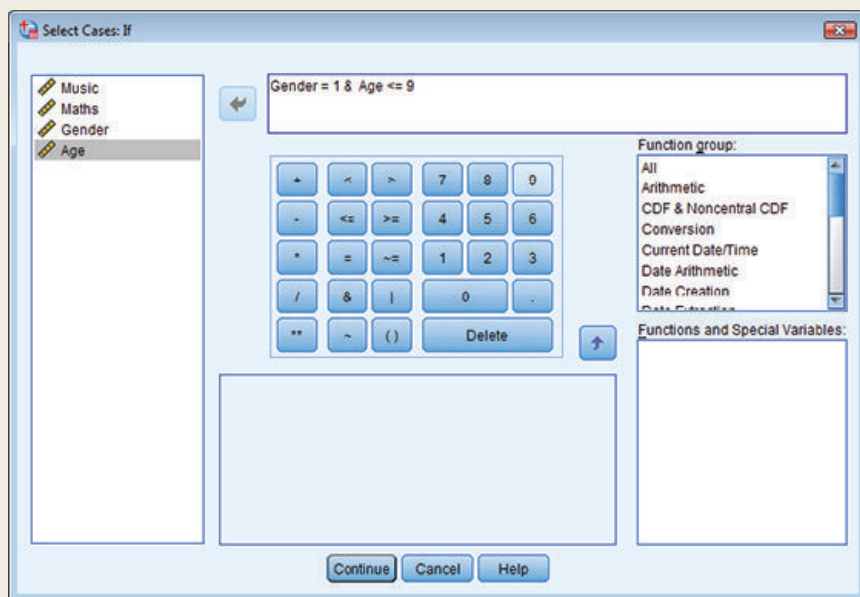 Select Cases: If
Music
Maths
Gender
Age
Gender = 1 & Age <= 9
+ < > 7 8 9
- <= >= 4 5 6
* = ~= 1 2 3
/ & | 0 .
** ~ ( ) Delete
Function group:
All
Arithmetic
CDF & Noncentral CDF
Conversion
Current Date/Time
Date Arithmetic
Date Creation
Date Extraction
Functions and Special Variables:
Continue Cancel Help